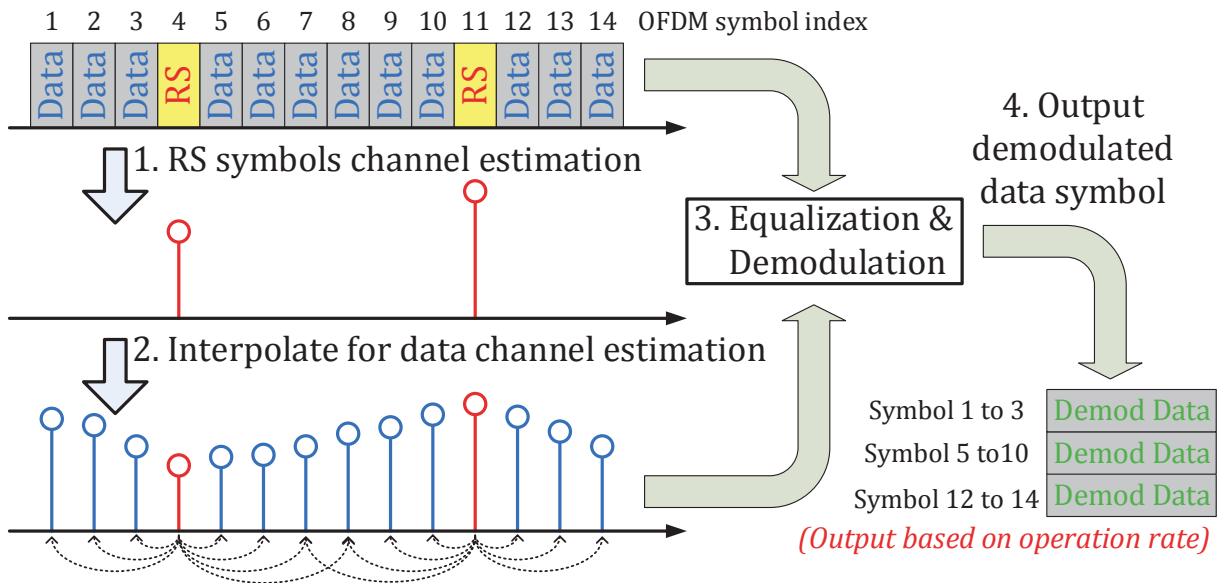 1 2 3 4 5 6 7 8 9 10 11 12 13 14 OFDM symbol index
Data Data Data RS Data Data Data Data Data Data RS Data Data Data
1. RS symbols channel estimation
2. Interpolate for data channel estimation
3. Equalization &
Demodulation
4. Output
demodulated
data symbol
Symbol 1 to 3 Demod Data
Symbol 5 to10 Demod Data
Symbol 12 to 14 Demod Data
(Output based on operation rate)